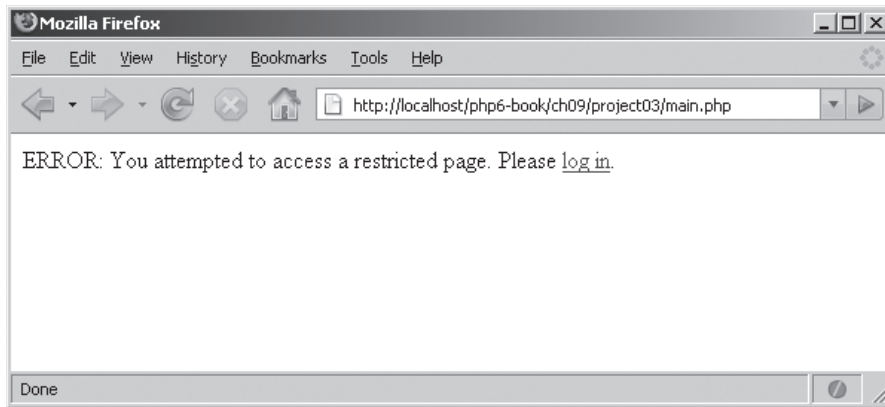 Mozilla Firefox
File Edit View History Bookmarks Tools Help
http://localhost/php6-book/ch09/project03/main.php
ERROR: You attempted to access a restricted page. Please log in.
Done